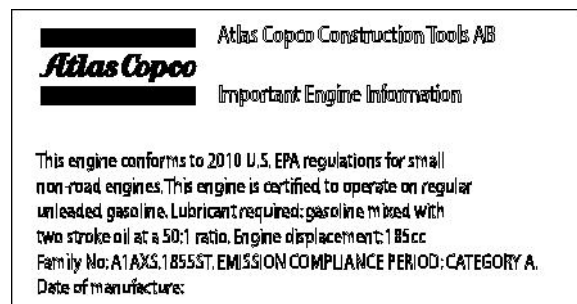 Atlas Copco Construction Tools AB
Atlas Copco
Important Engine Information
This engine conforms to 2010 U.S. EPA regulations for small
non-road engines. This engine is certified to operate on regular
unleaded gasoline. Lubricant required: gasoline mixed with
two stroke oil at a 50:1 ratio. Engine displacement: 185cc
Family No: A1AXS.1855ST. EMISSION COMPLIANCE PERIOD: CATEGORY A.
Date of manufacture: